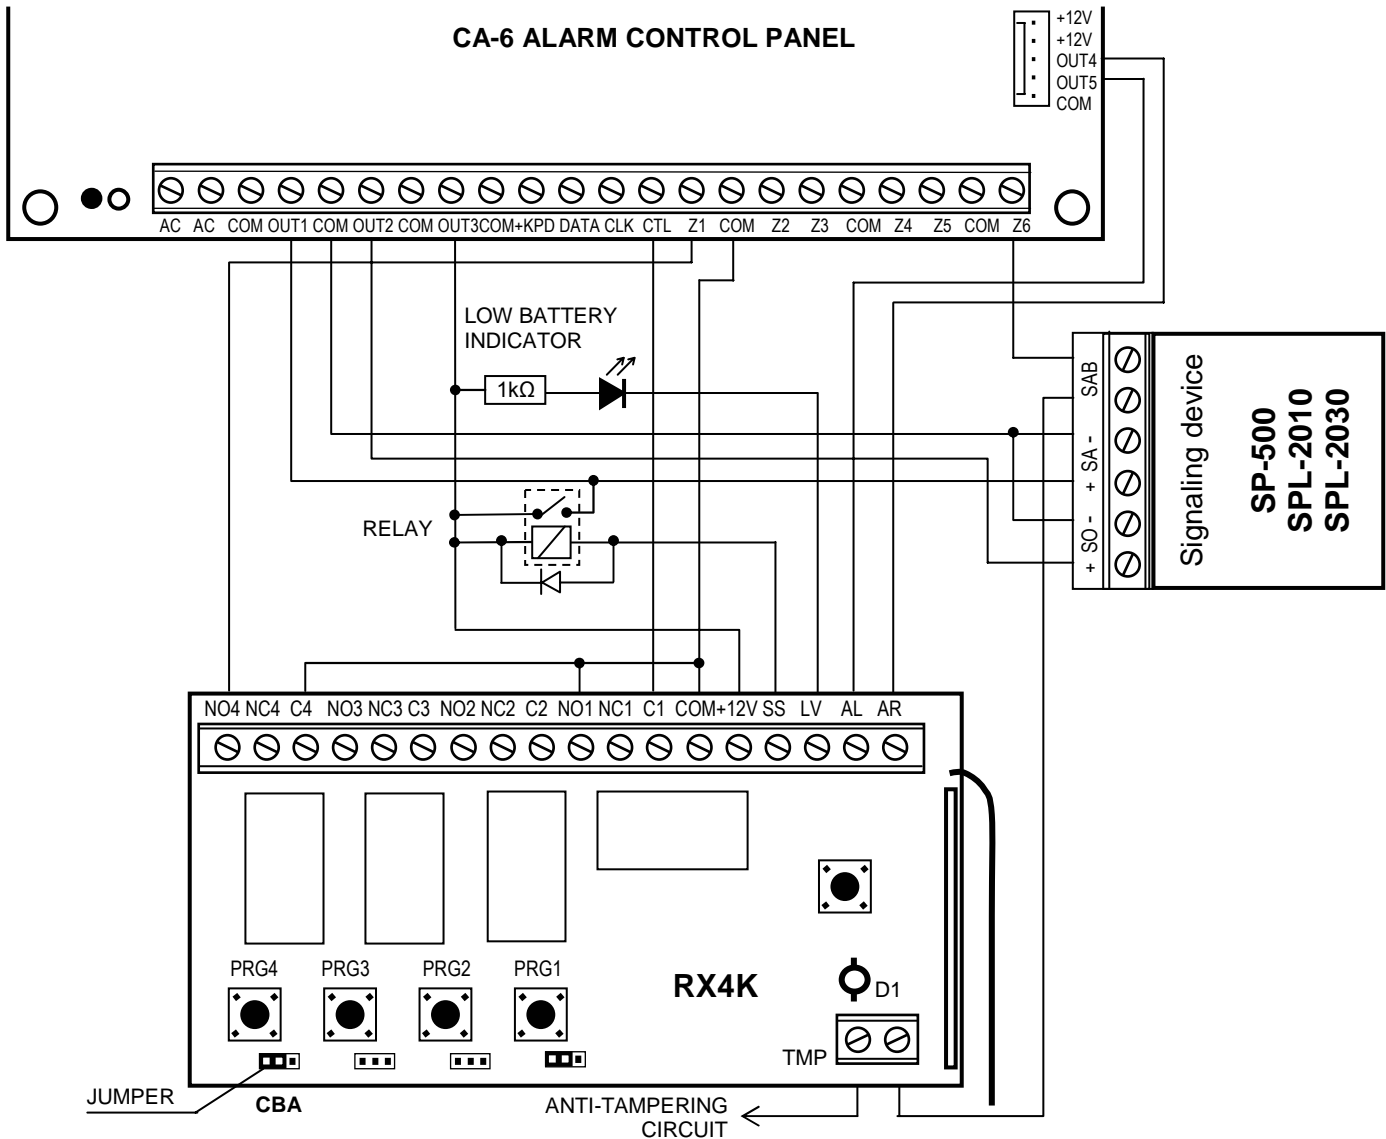 CA-6 ALARM CONTROL PANEL
+12V
+12V
OUT4
OUT5
COM
AC AC COM OUT1 COM OUT2 COM OUT3 COM +KPD DATA CLK CTL Z1 COM Z2 Z3 COM Z4 Z5 COM Z6
LOW BATTERY
INDICATOR
1kΩ
RELAY
SAB
+ SA -
+ SO -
Signaling device
SP-500
SPL-2010
SPL-2030
NO4 NC4 C4 NO3 NC3 C3 NO2 NC2 C2 NO1 NC1 C1 COM +12V SS LV AL AR
PRG4 PRG3 PRG2 PRG1
RX4K
D1
TMP
JUMPER
CBA
ANTI-TAMPERING
CIRCUIT